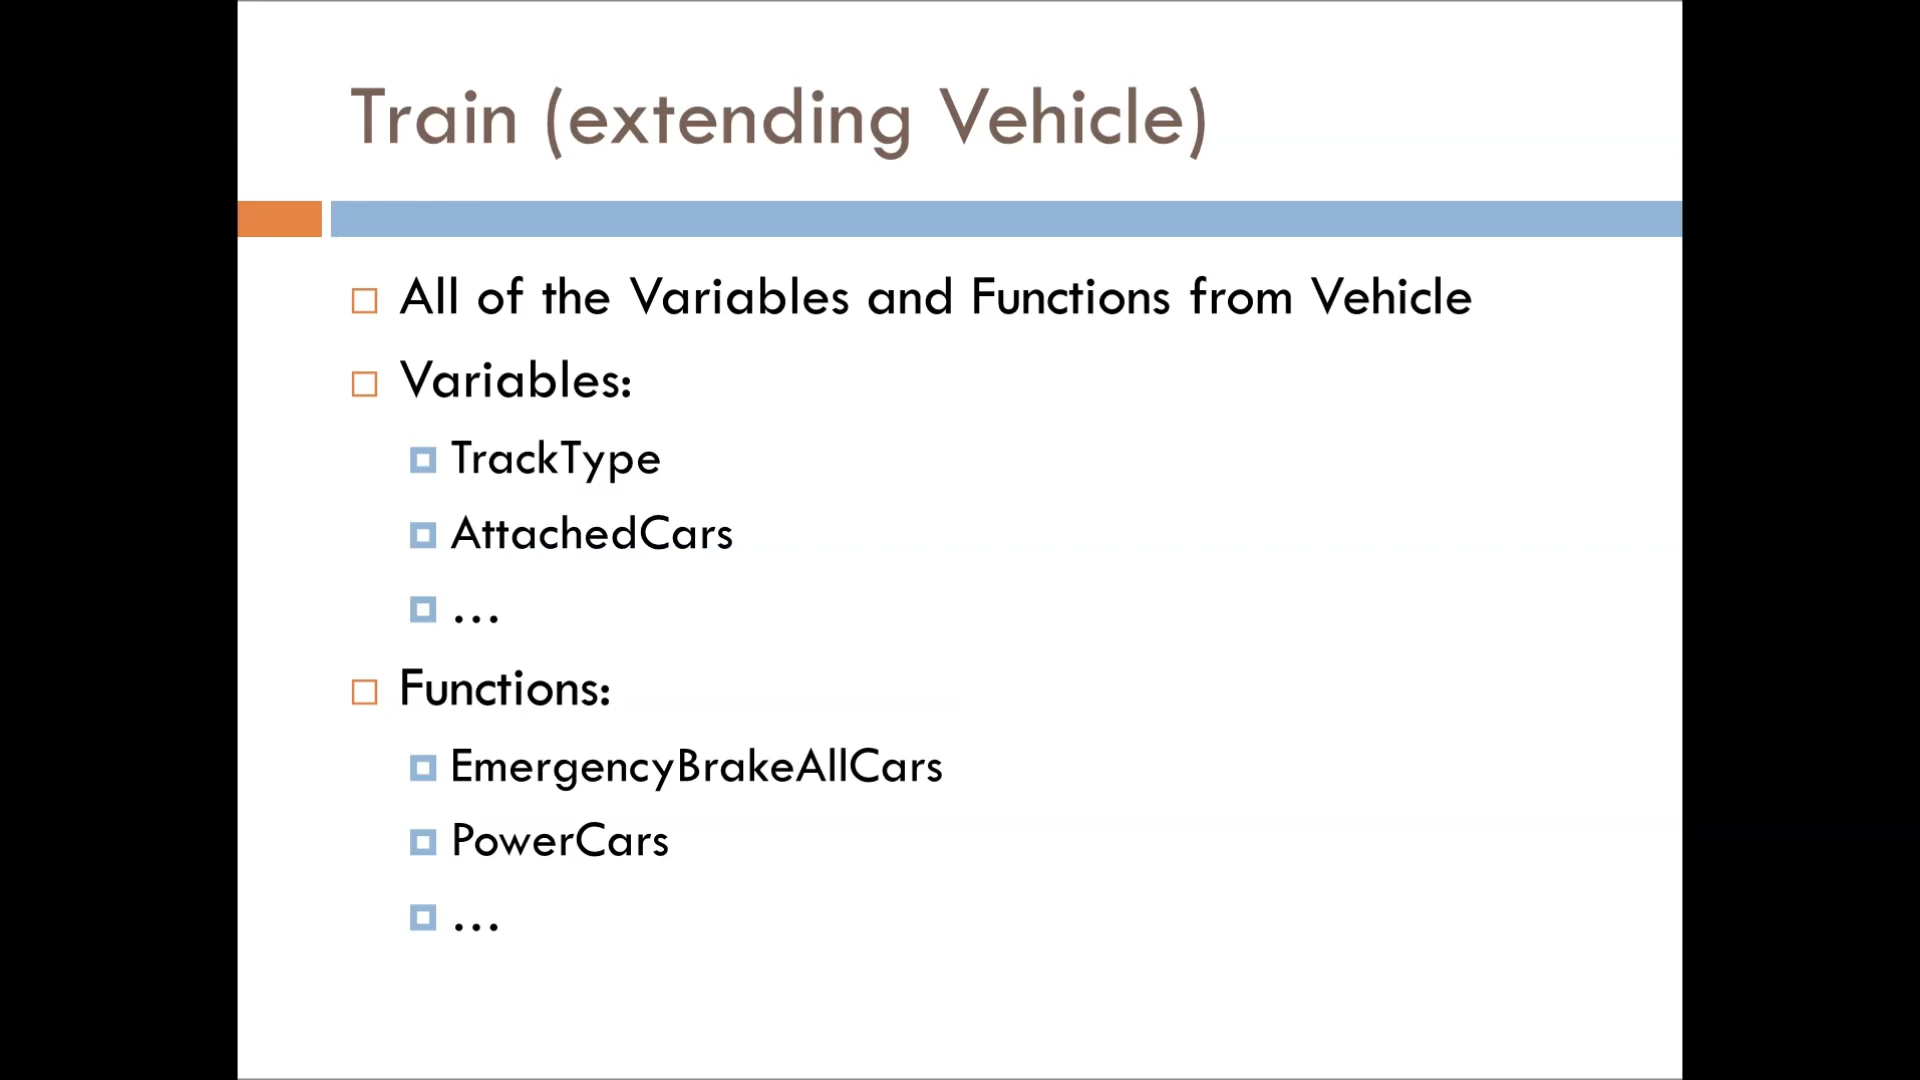 Train (extending Vehicle)
All of the Variables and Functions from Vehicle
Variables:
TrackType
AttachedCars
...
Functions:
EmergencyBrakeAllCars
PowerCars
...